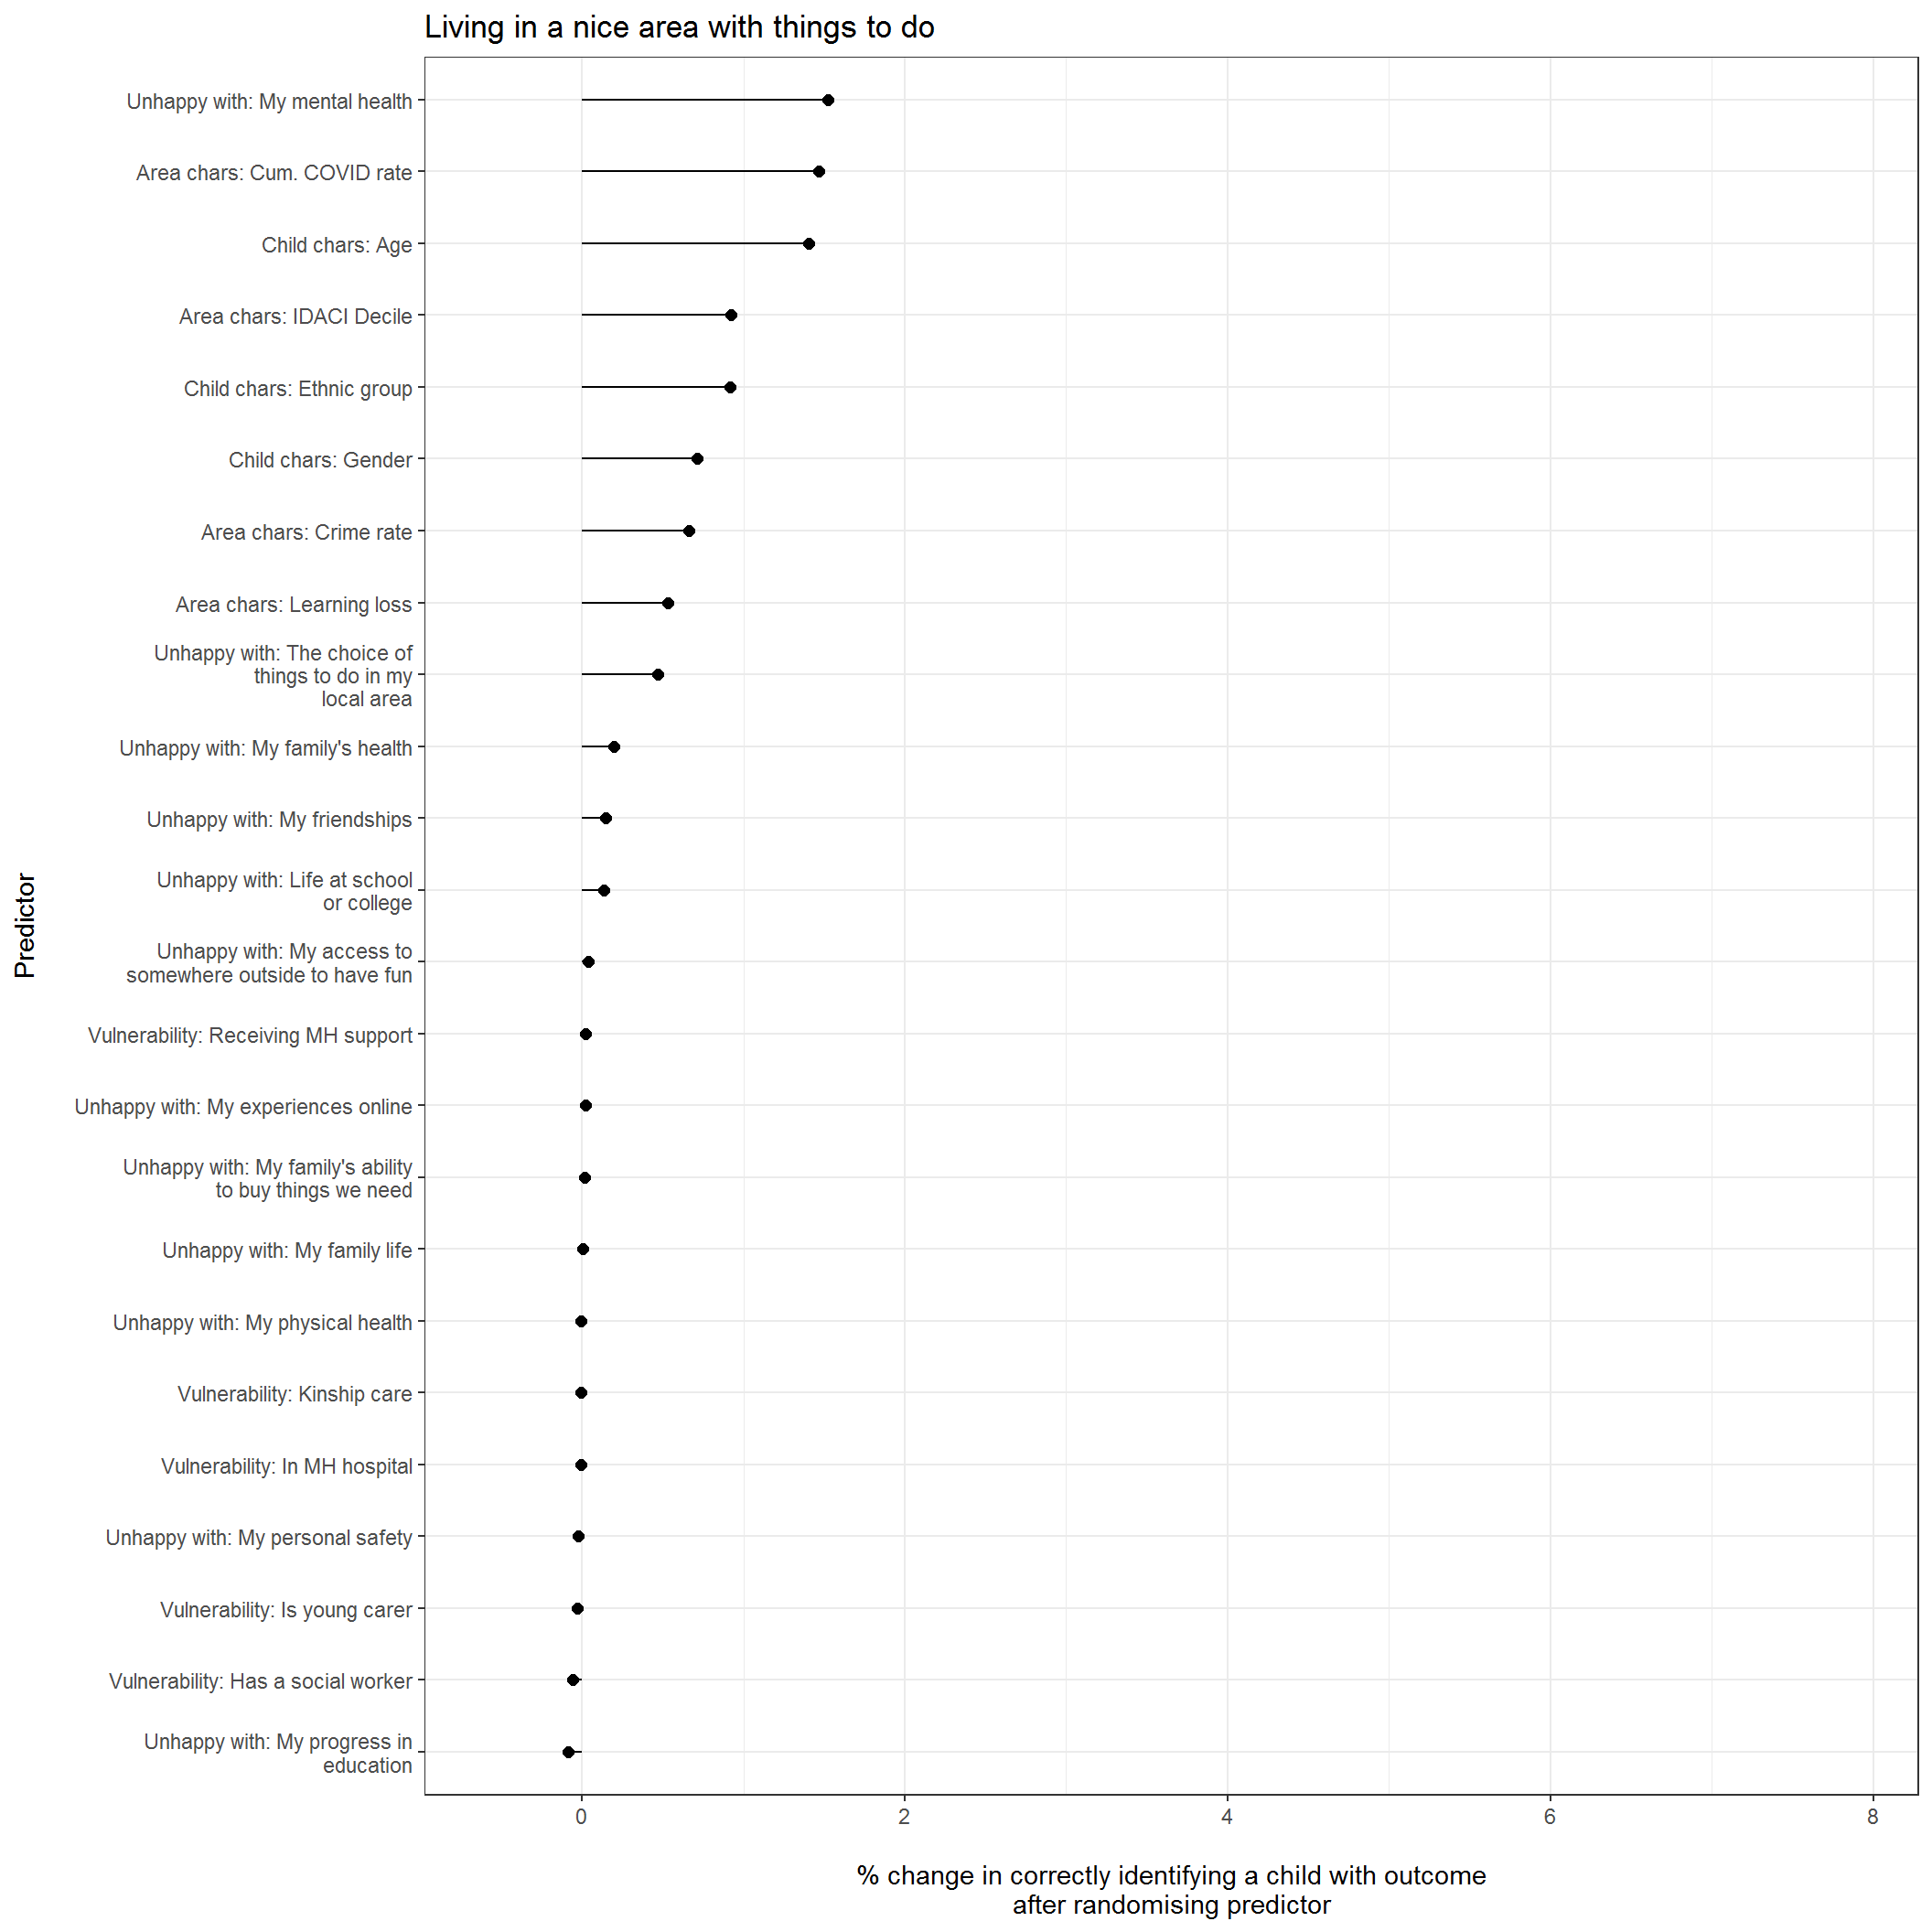 Living in a nice area with things to do
Unhappy with: My mental health
Area chars: Cum. COVID rate
Child chars: Age
Area chars: IDACI Decile
Child chars: Ethnic group
Child chars: Gender
Area chars: Crime rate
Area chars: Learning loss
Unhappy with: The choice of
things to do in my
local area
Unhappy with: My family's health
Unhappy with: My friendships
Unhappy with: Life at school
or college
Unhappy with: My access to
somewhere outside to have fun
Vulnerability: Receiving MH support
Unhappy with: My experiences online
Unhappy with: My family's ability
to buy things we need
Unhappy with: My family life
Unhappy with: My physical health
Vulnerability: Kinship care
Vulnerability: In MH hospital
Unhappy with: My personal safety
Vulnerability: Is young carer
Vulnerability: Has a social worker
Unhappy with: My progress in
education
Predictor
0 2 4 6 8
% change in correctly identifying a child with outcome
after randomising predictor